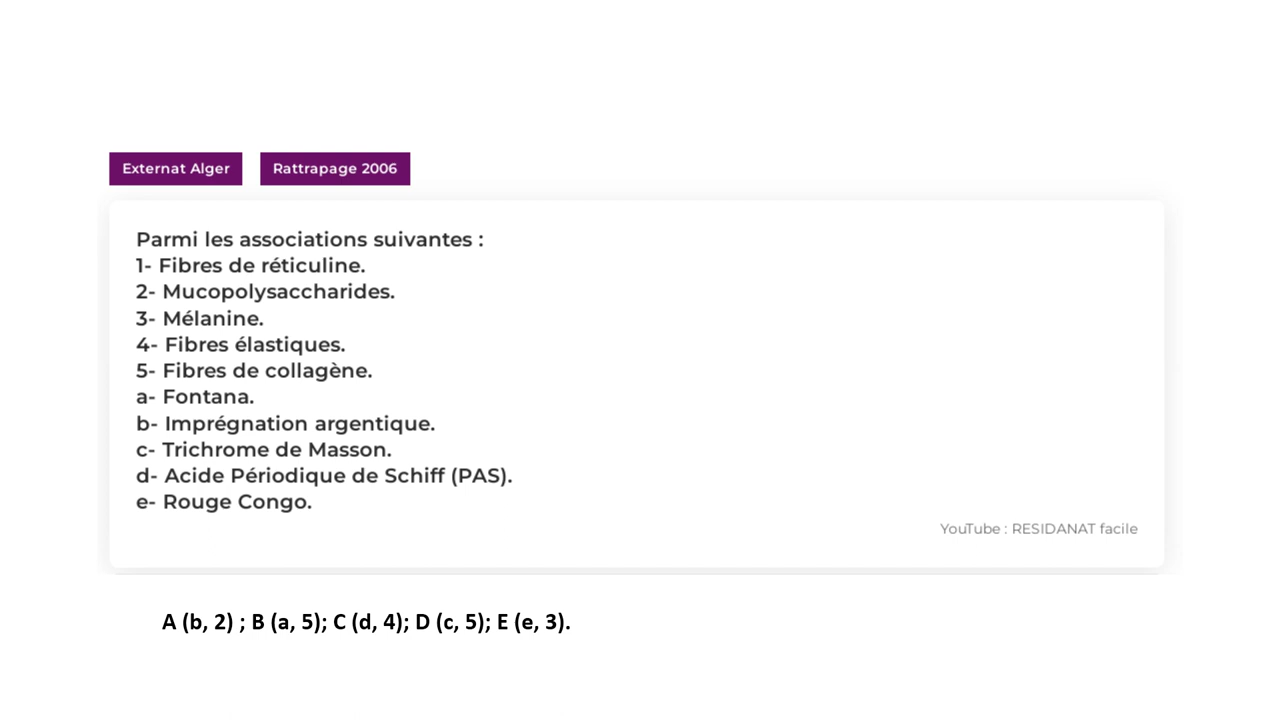 Externat Alger
Rattrapage 2006
Parmi les associations suivantes :
1- Fibres de réticuline.
2- Mucopolysaccharides.
3- Mélanine.
4- Fibres élastiques.
5- Fibres de collagène.
a- Fontana.
b- Imprégnation argentique.
c- Trichrome de Masson.
d- Acide Périodique de Schiff (PAS).
e- Rouge Congo.
YouTube : RESIDANAT facile
A (b, 2) ; B (a, 5); C (d, 4); D (c, 5); E (e, 3).